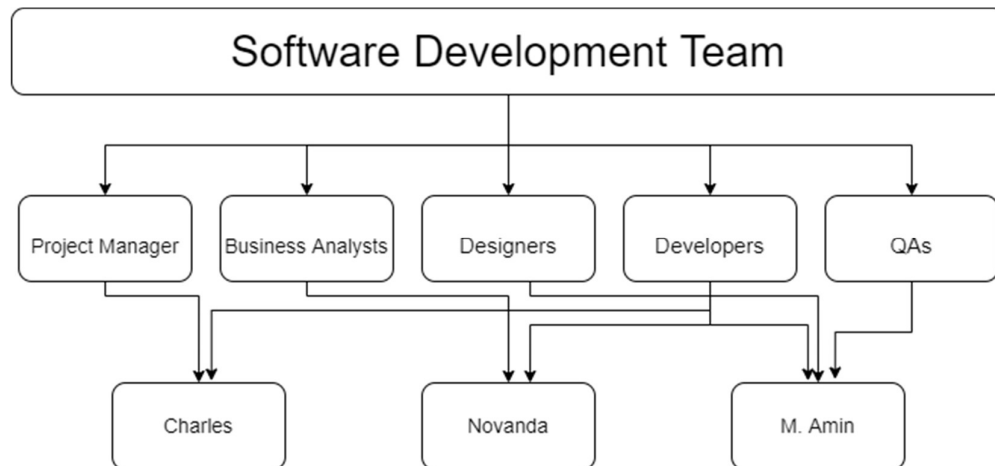 Software Development Team
Project Manager
Business Analysts
Designers
Developers
QAs
Charles
Novanda
M. Amin